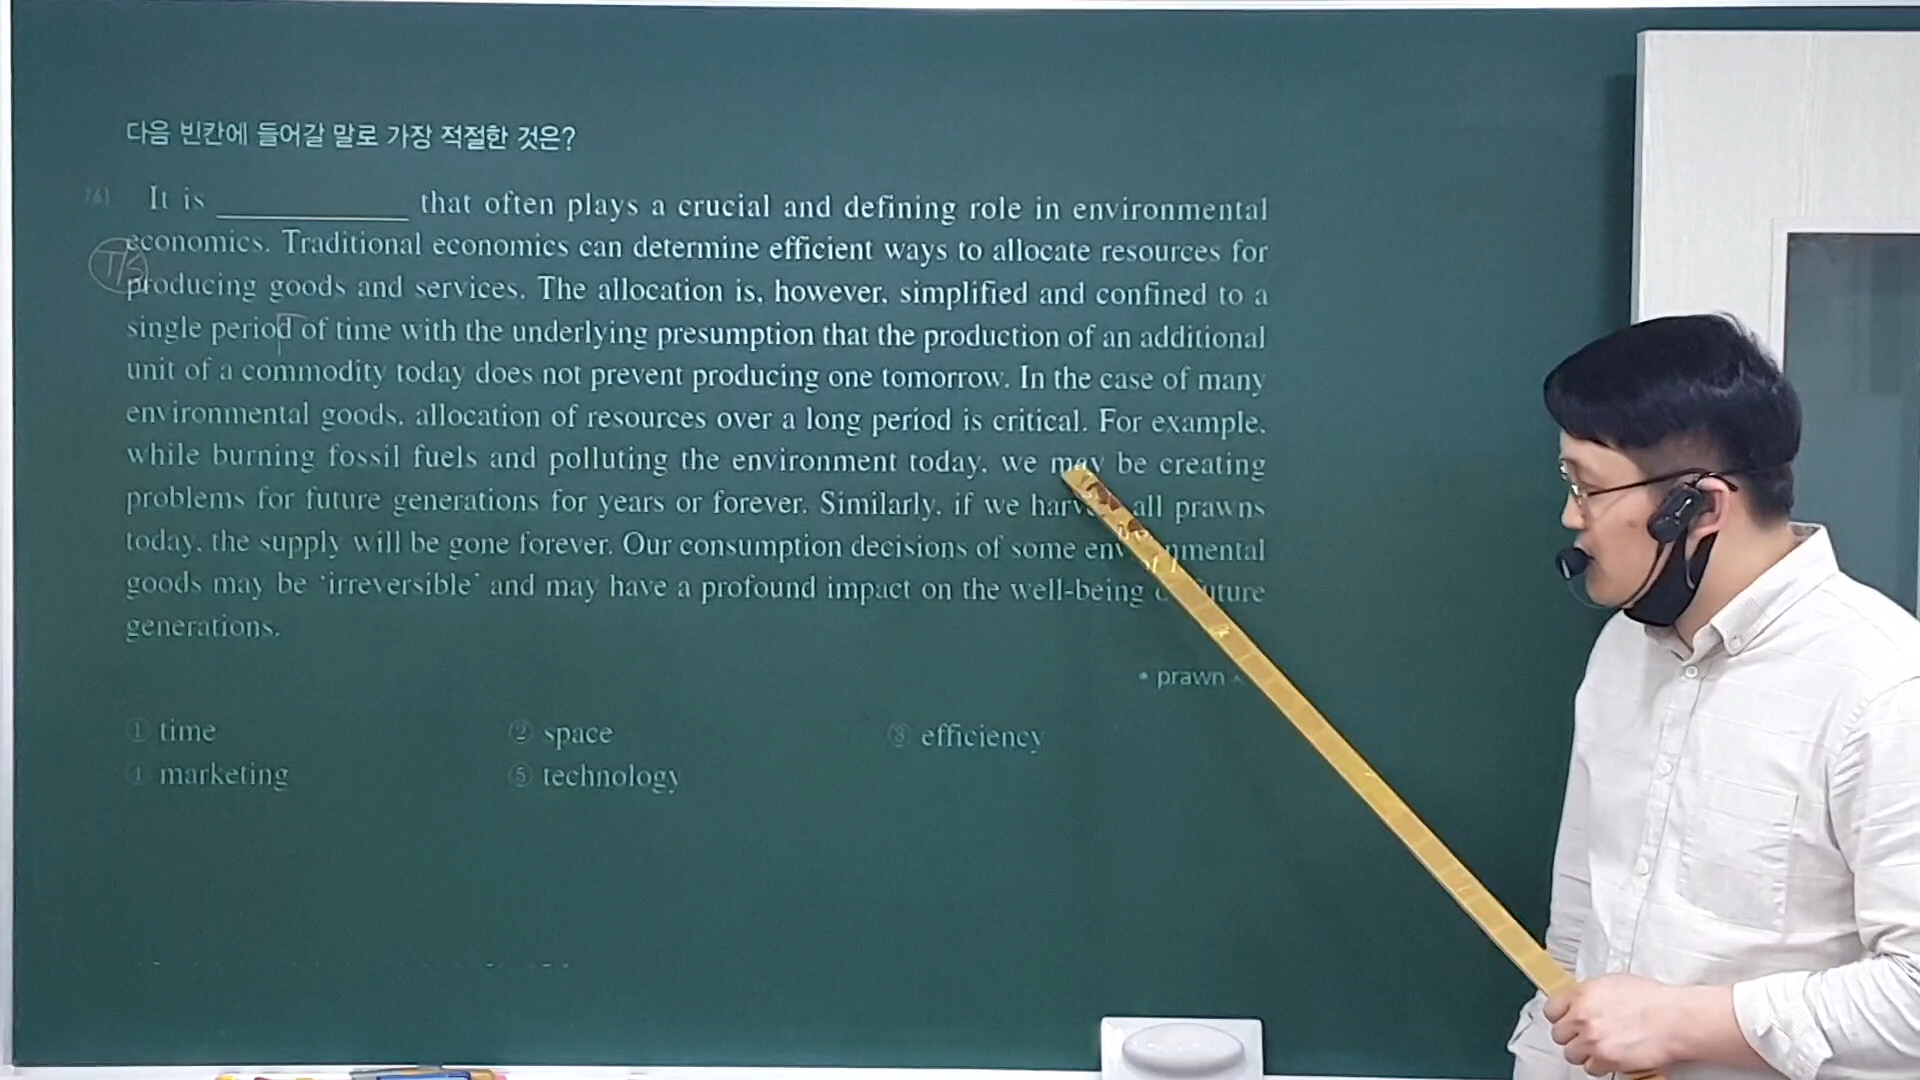 다음 빈칸에 들어갈 말로 가장 적절한 것은?
It is ____________ that often plays a crucial and defining role in environmental
economics. Traditional economics can determine efficient ways to allocate resources for
T/S
producing goods and services. The allocation is, however, simplified and confined to a
single period of time with the underlying presumption that the production of an additional
unit of a commodity today does not prevent producing one tomorrow. In the case of many
environmental goods, allocation of resources over a long period is critical. For example,
while burning fossil fuels and polluting the environment today, we may be creating
problems for future generations for years or forever. Similarly, if we all prawns
today, the supply will be gone forever. Our consumption decisions of some
goods may be 'irreversible' and may have a profound impact on the well-being
generations.
* prawn
① time ② space ③ efficiency
④ marketing ⑤ technology